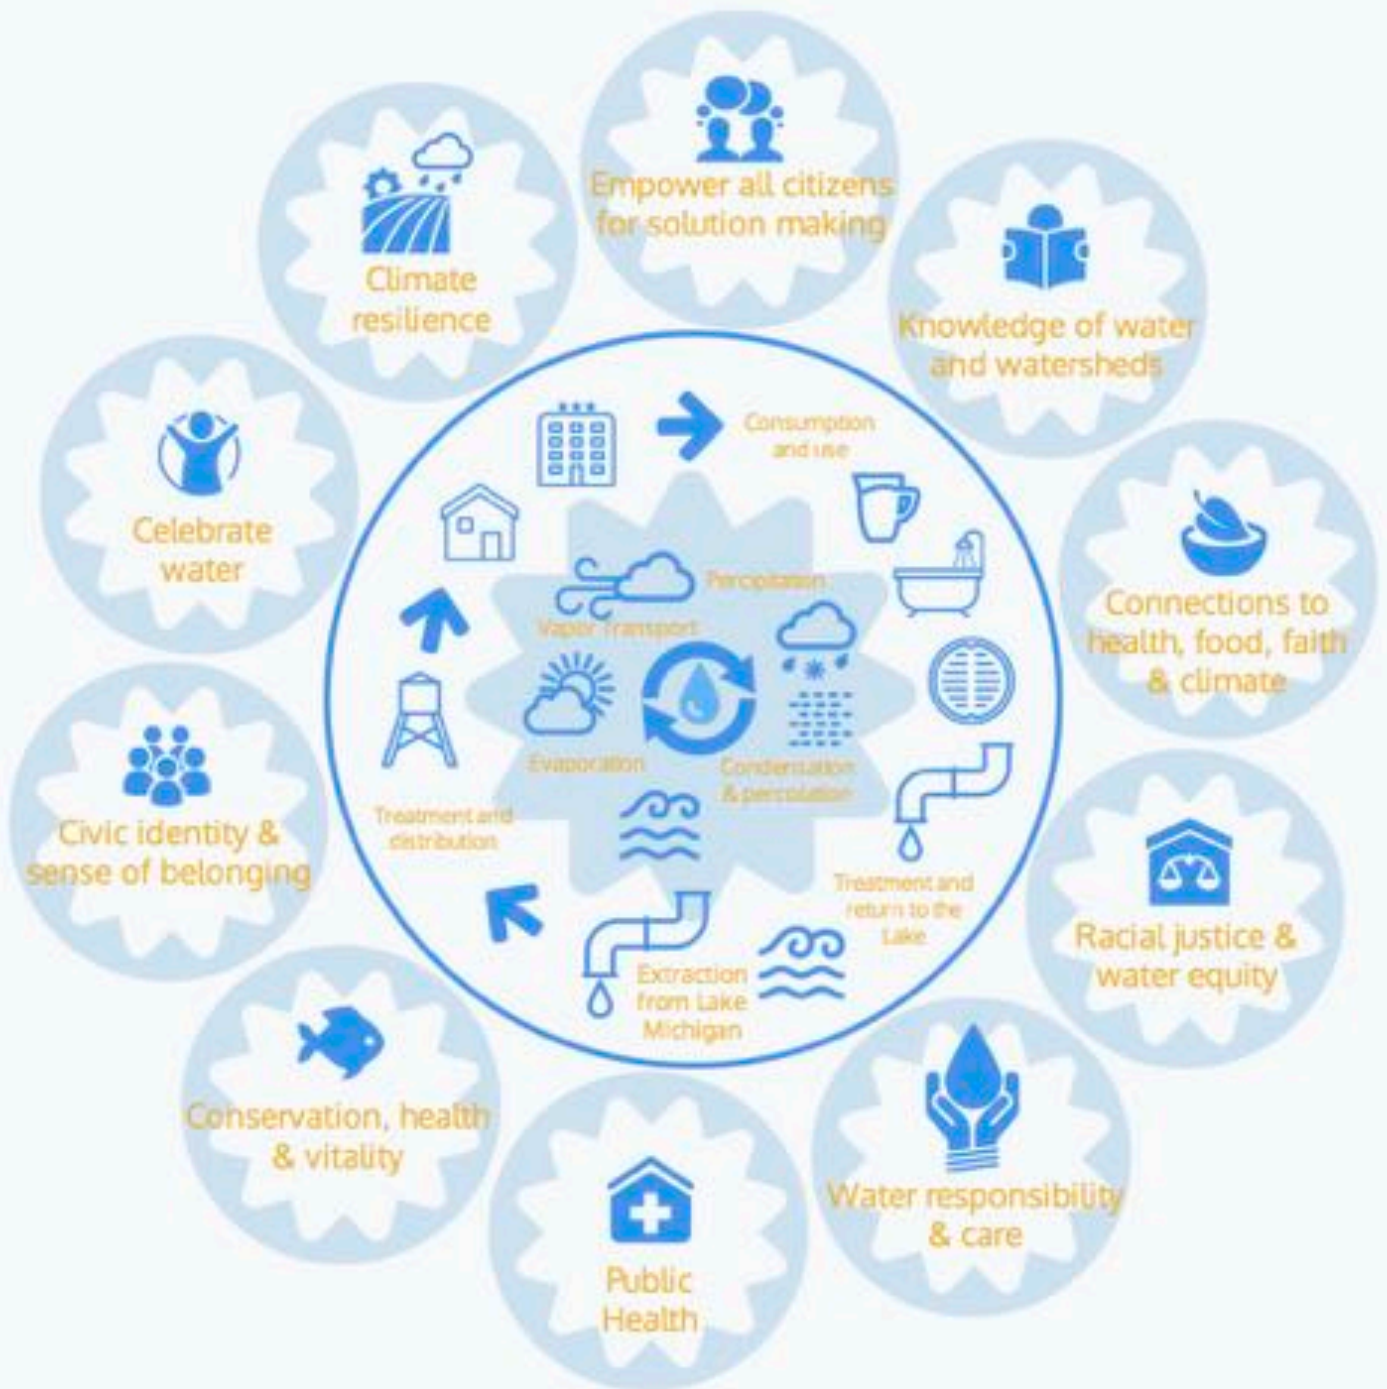 Empower all citizens
for solution making
Knowledge of water
and watersheds
Connections to
health, food, faith
& climate
Racial justice &
water equity
Water responsibility
& care
Public
Health
Conservation, health
& vitality
Civic identity &
sense of belonging
Celebrate
water
Climate
resilience
Consumption
and use
Treatment and
return to the
Lake
Extraction
from Lake
Michigan
Treatment and
distribution
Percipitation
Condensation
& percolation
Evaporation
Vapor Transport